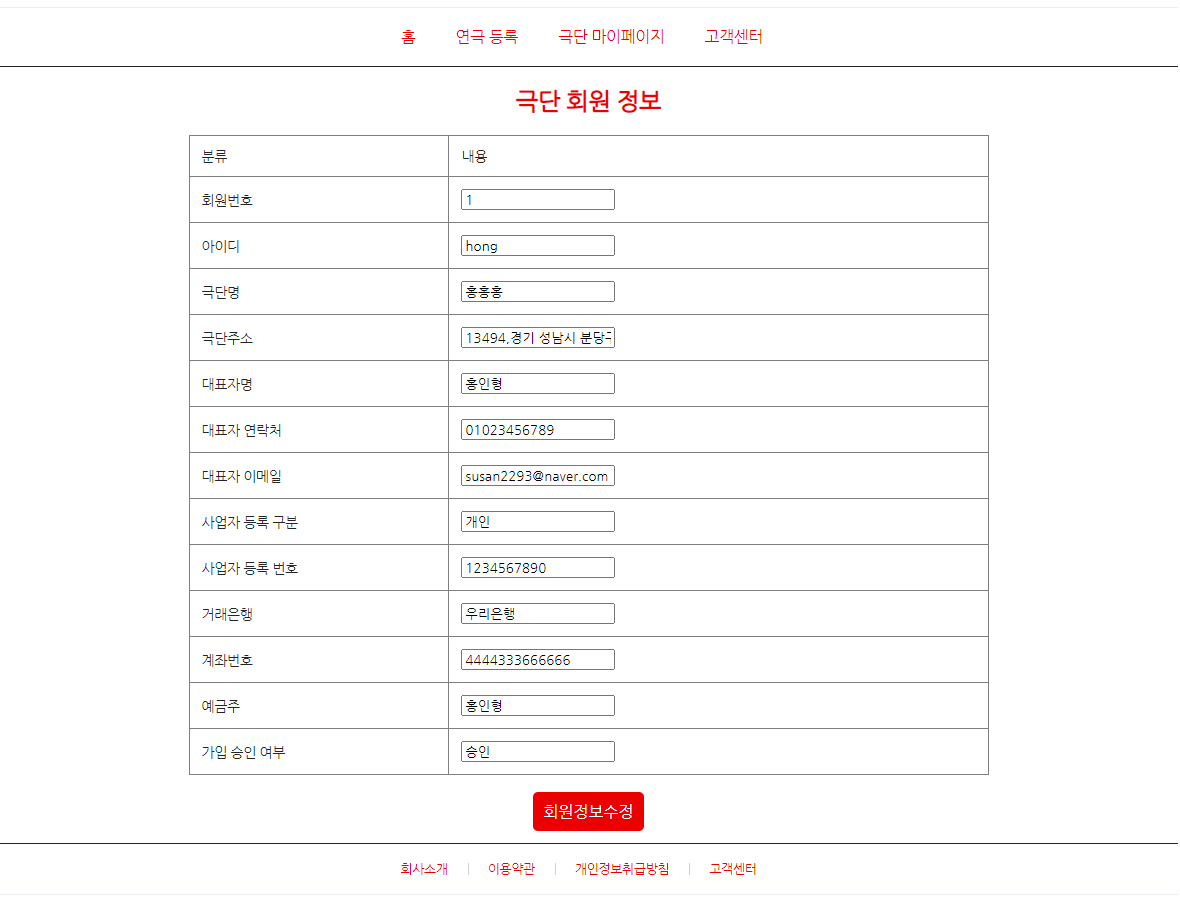 홈 연극 등록 극단 마이페이지 고객센터
극단 회원 정보
분류 내용
회원번호 1
아이디 hong
극단명 홍홍홍
극단주소 13494,경기 성남시 분당구
대표자명 홍인형
대표자 연락처 01023456789
대표자 이메일 susan2293@naver.com
사업자 등록 구분 개인
사업자 등록 번호 1234567890
거래은행 우리은행
계좌번호 4444333666666
예금주 홍인형
가입 승인 여부 승인
회원정보수정
회사소개 | 이용약관 | 개인정보취급방침 | 고객센터